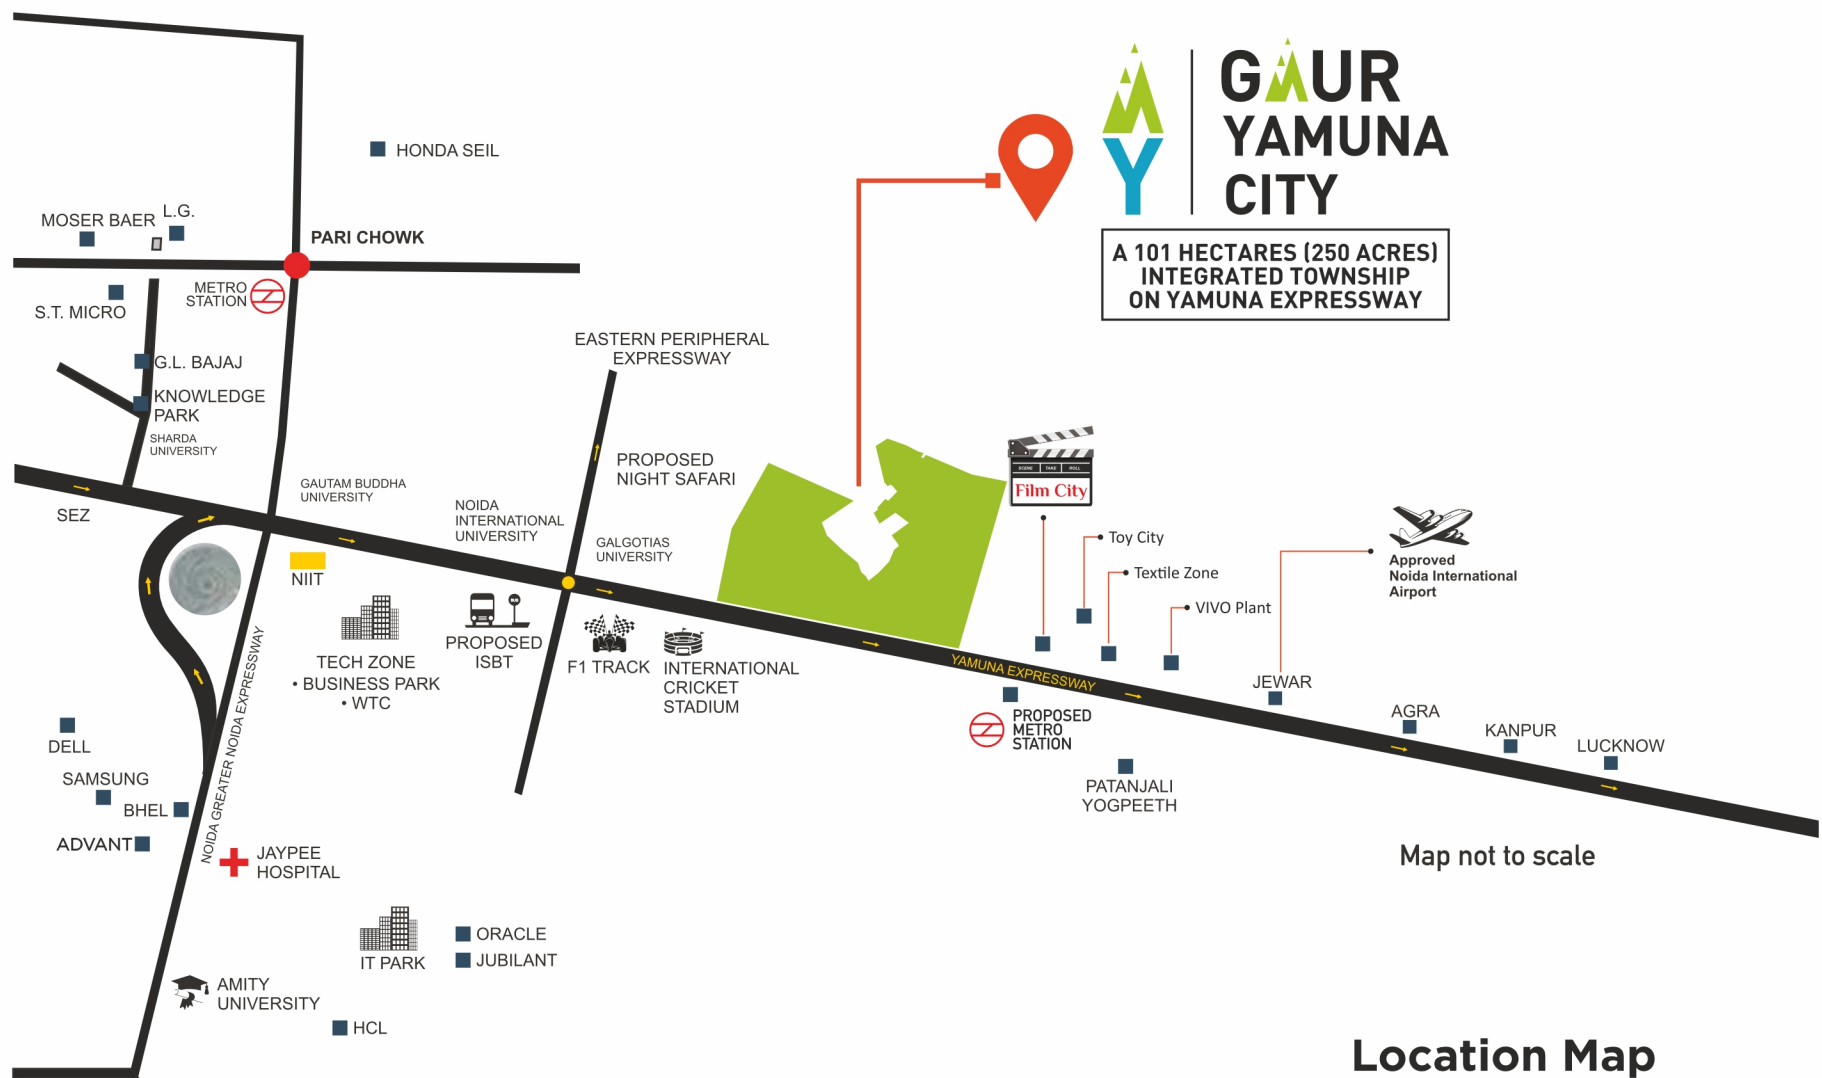 GAUR
YAMUNA
CITY
A 101 HECTARES (250 ACRES)
INTEGRATED TOWNSHIP
ON YAMUNA EXPRESSWAY
HONDA SEIL
MOSER BAER
L.G.
PARI CHOWK
METRO
STATION
S.T. MICRO
G.L. BAJAJ
KNOWLEDGE
PARK
SHARDA
UNIVERSITY
SEZ
EASTERN PERIPHERAL
EXPRESSWAY
PROPOSED
NIGHT SAFARI
GAUTAM BUDDHA
UNIVERSITY
NOIDA
INTERNATIONAL
UNIVERSITY
GALGOTIAS
UNIVERSITY
SCENE TAKE ROLL
Film City
Toy City
Textile Zone
VIVO Plant
Approved
Noida International
Airport
NIIT
TECH ZONE
• BUSINESS PARK
• WTC
BUS
PROPOSED
ISBT
F1 TRACK
INTERNATIONAL
CRICKET
STADIUM
YAMUNA EXPRESSWAY
PROPOSED
METRO
STATION
JEWAR
AGRA
KANPUR
LUCKNOW
PATANJALI
YOGPEETH
NOIDA GREATER NOIDA EXPRESSWAY
DELL
SAMSUNG
BHEL
ADVANT
JAYPEE
HOSPITAL
IT PARK
ORACLE
JUBILANT
AMITY
UNIVERSITY
HCL
Map not to scale
Location Map